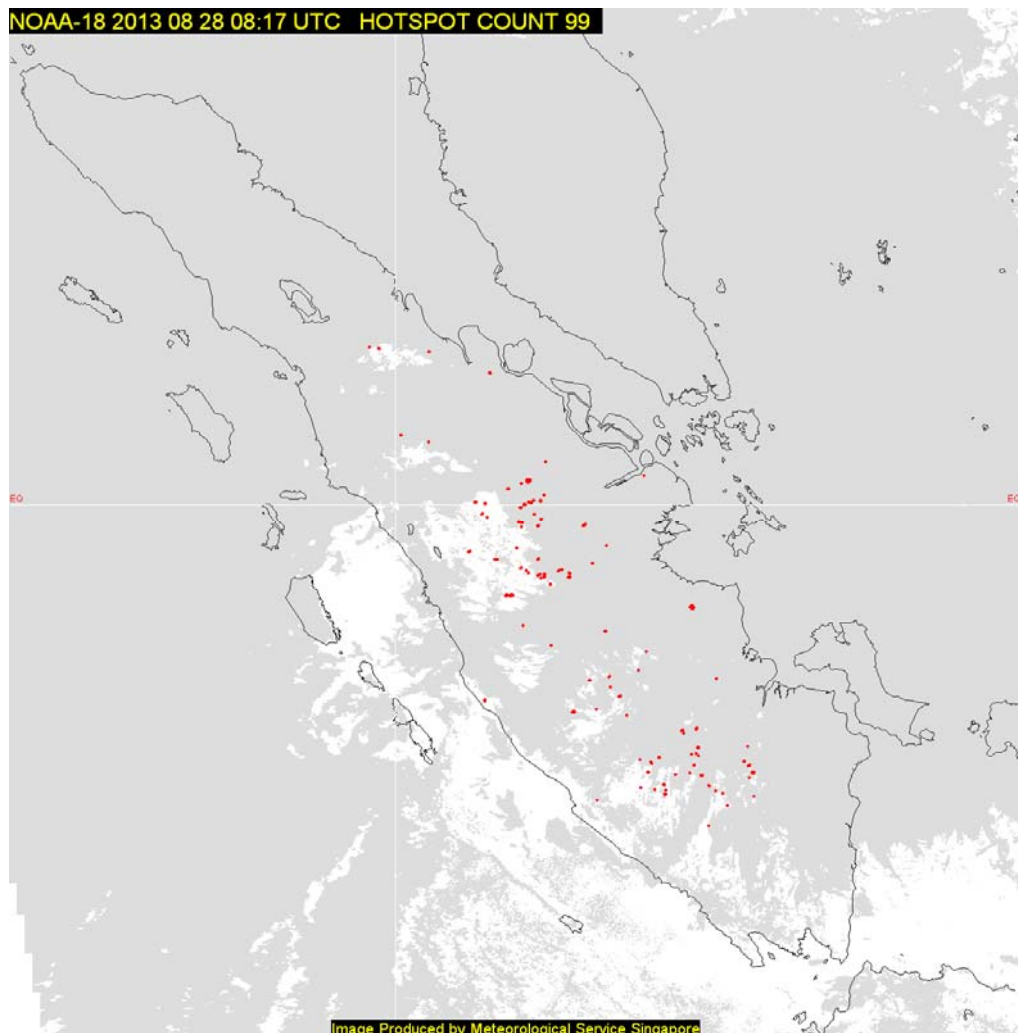 NOAA-18 2013 08 28 08:17 UTC HOTSPOT COUNT 99
EQ EQ
Image Produced by Meteorological Service Singapore